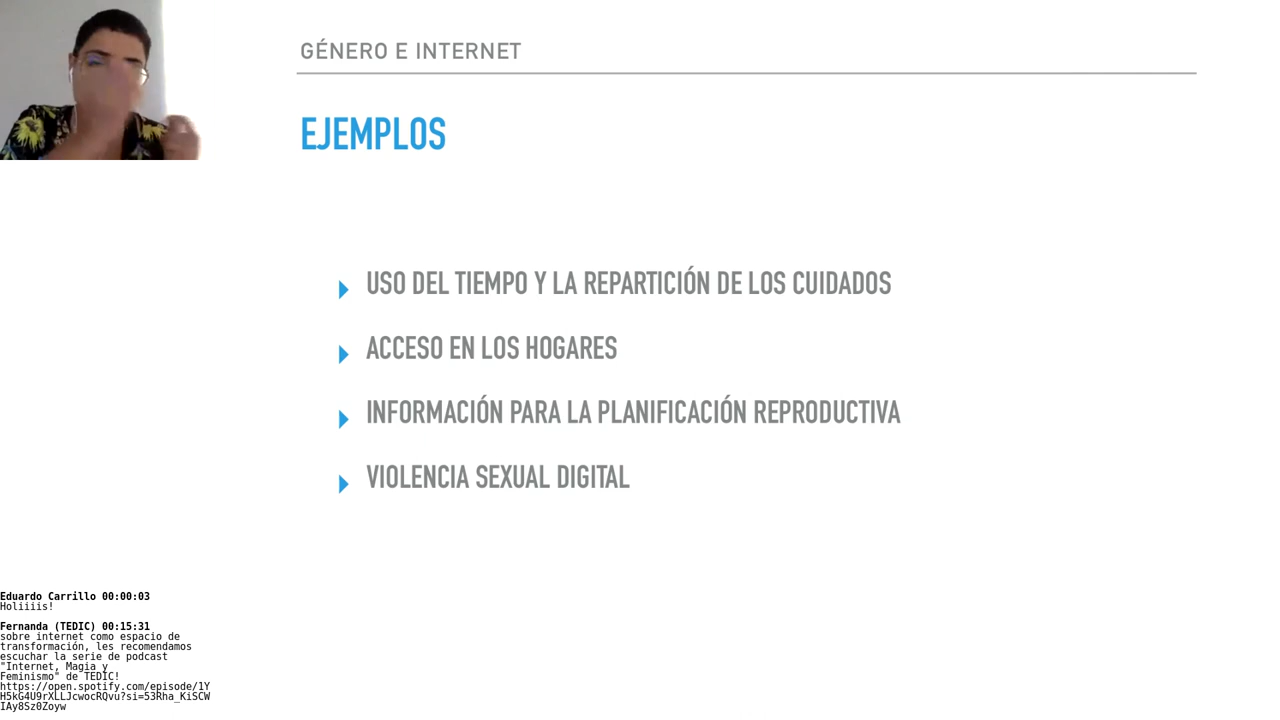 GÉNERO E INTERNET
EJEMPLOS
USO DEL TIEMPO Y LA REPARTICIÓN DE LOS CUIDADOS
ACCESO EN LOS HOGARES
INFORMACIÓN PARA LA PLANIFICACIÓN REPRODUCTIVA
VIOLENCIA SEXUAL DIGITAL
Eduardo Carrillo 00:00:03
Holiiiis!
Fernanda (TEDIC) 00:15:31
sobre internet como espacio de
transformación, les recomendamos
escuchar la serie de podcast
"Internet, Magia y
Feminismo" de TEDIC!
https://open.spotify.com/episode/1Y
H5kG4U9rXLLJcwocRQvu?si=53Rha_KiSCW
IAy8Sz0Zoyw